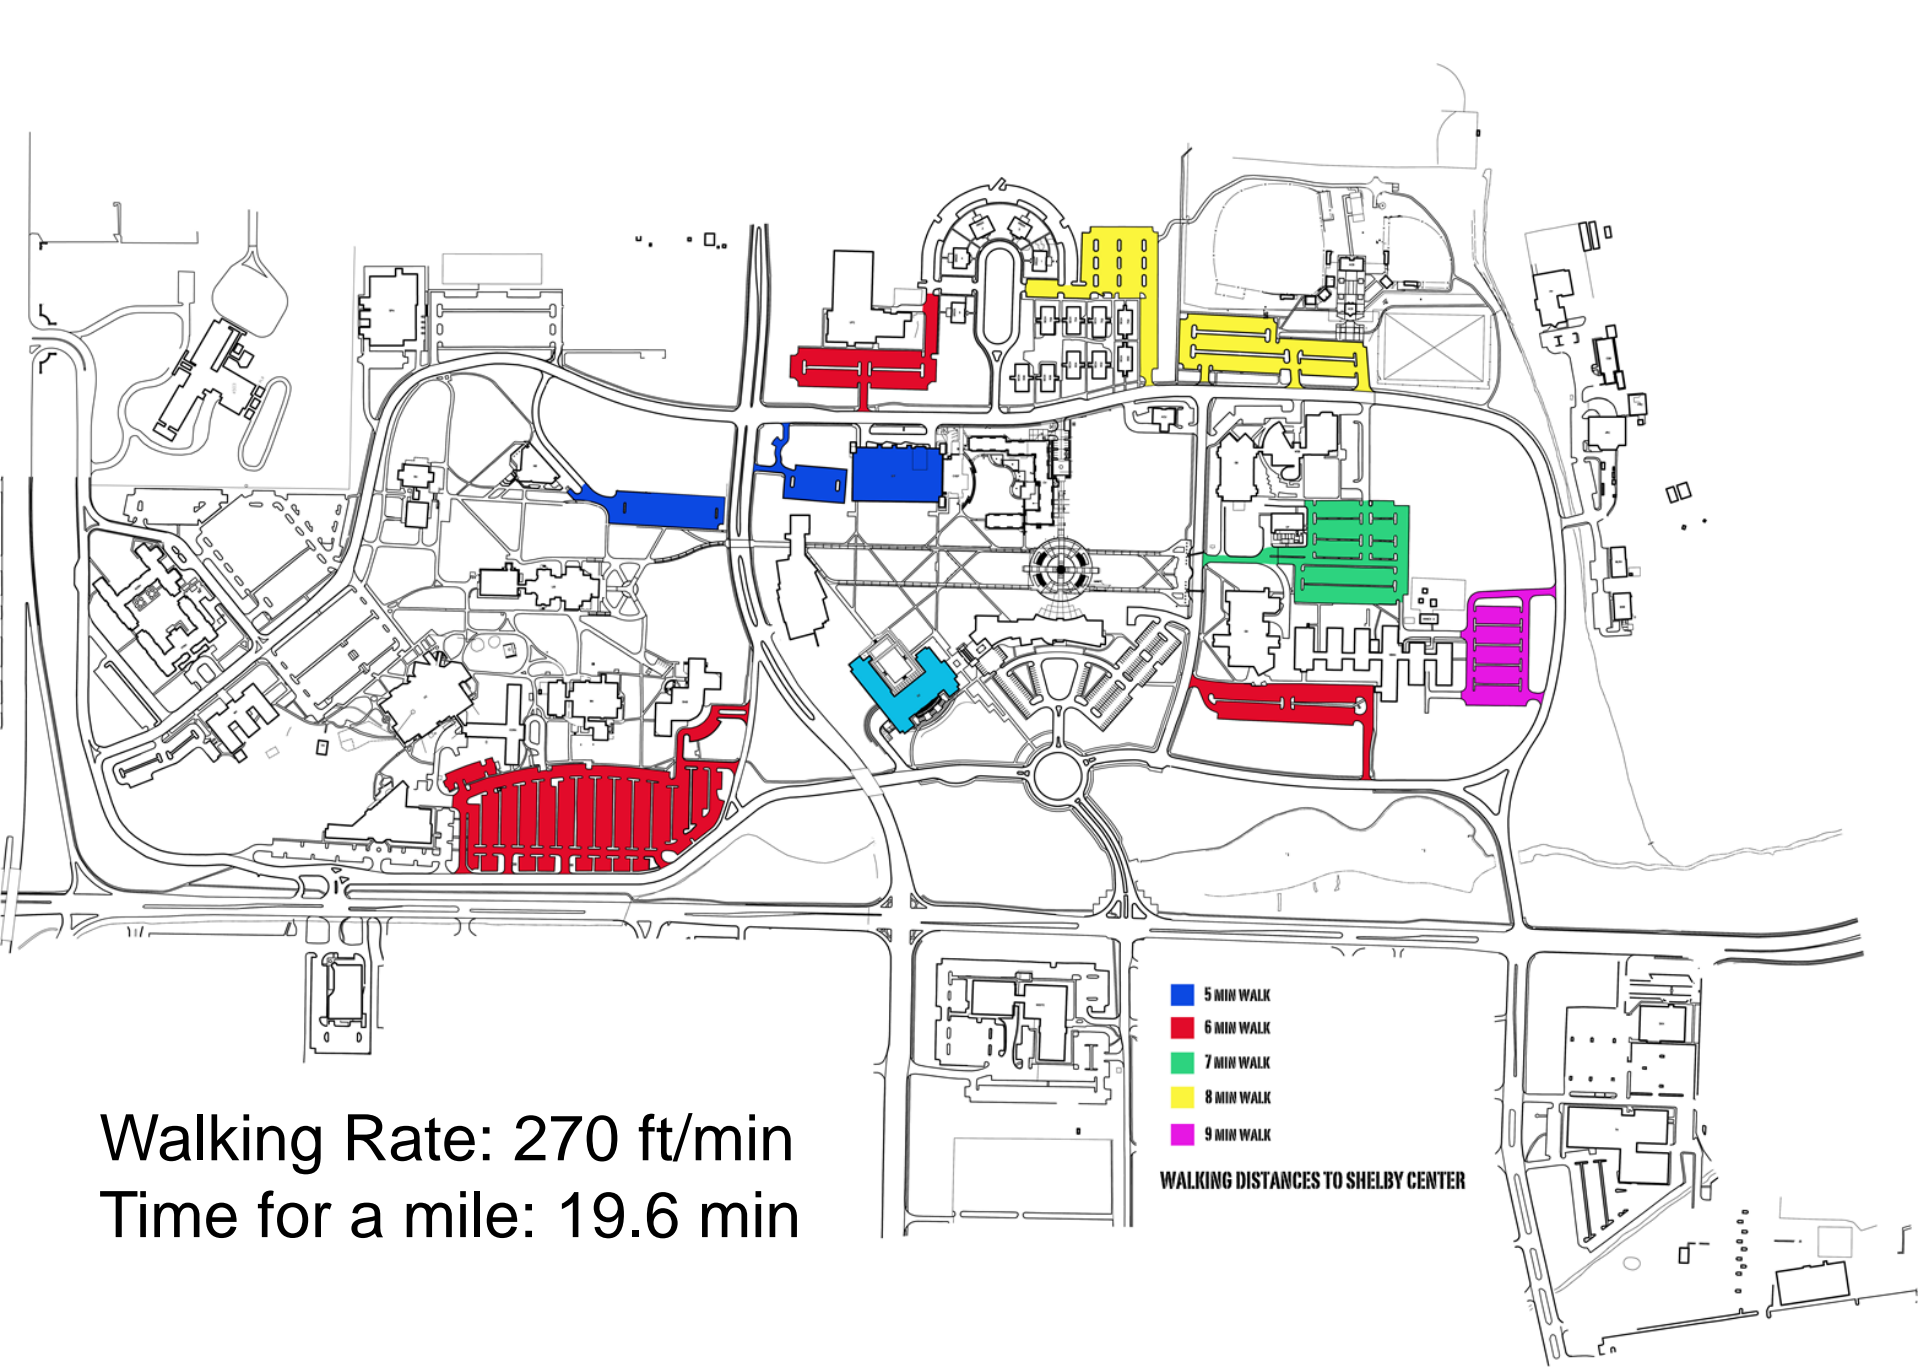 5 MIN WALK
6 MIN WALK
7 MIN WALK
8 MIN WALK
9 MIN WALK
WALKING DISTANCES TO SHELBY CENTER
Walking Rate: 270 ft/min
Time for a mile: 19.6 min